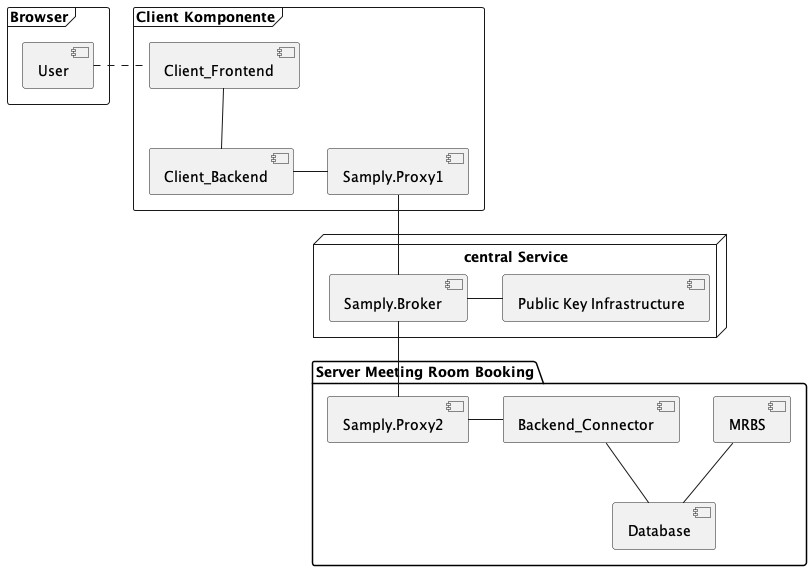 Browser
Client Komponente
User
Client_Frontend
Client_Backend
Samply.Proxy1
central Service
Samply.Broker
Public Key Infrastructure
Server Meeting Room Booking
Samply.Proxy2
Backend_Connector
MRBS
Database